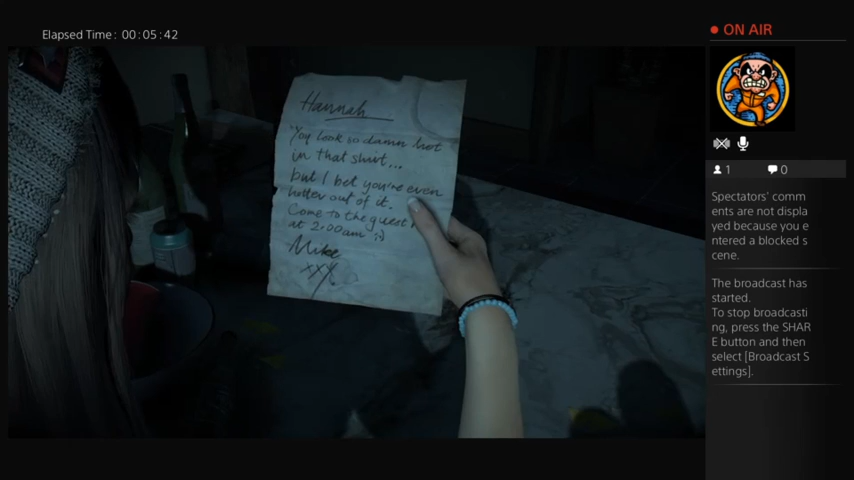 Elapsed Time: 00:05:42
ON AIR
Hannah
You look so damn hot
in that shirt...
but I bet you're even
hotter out of it.
Come to the guest
at 2:00am ;)
Mike
xxx
1
0
Spectators' comm
ents are not displa
yed because you e
ntered a blocked s
cene.
The broadcast has
started.
To stop broadcasti
ng, press the SHAR
E button and then
select [Broadcast S
ettings].